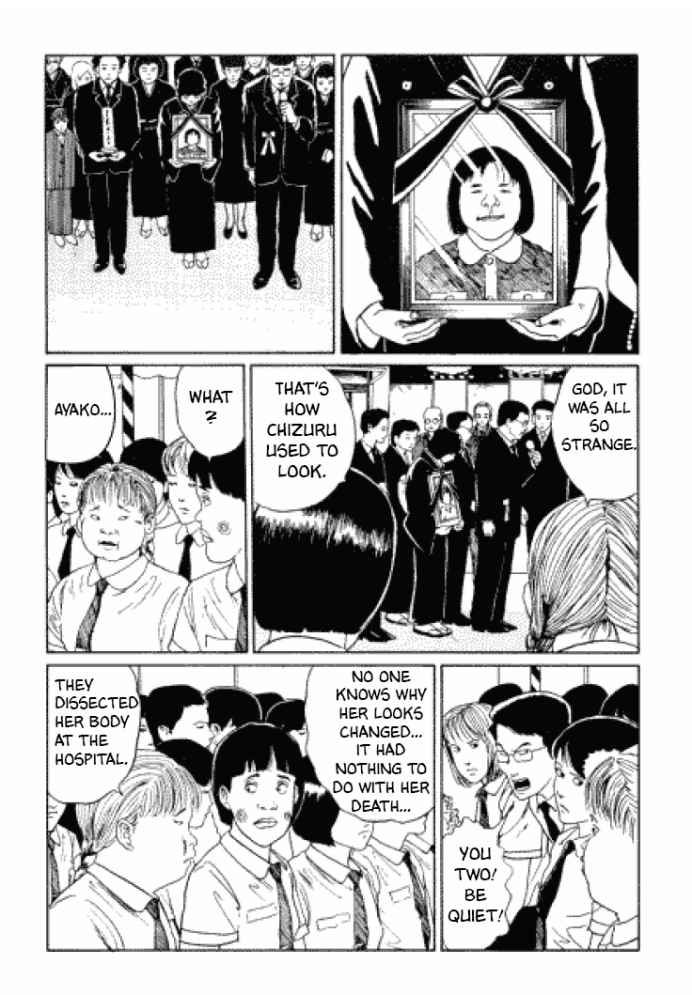 AYAKO...
WHAT
?
THAT'S
HOW
CHIZURU
USED TO
LOOK.
GOD, IT
WAS ALL
SO
STRANGE.
THEY
DISSECTED
HER BODY
AT THE
HOSPITAL.
NO ONE
KNOWS WHY
HER LOOKS
CHANGED...
IT HAD
NOTHING TO
DO WITH HER
DEATH...
YOU
TWO!
BE
QUIET!